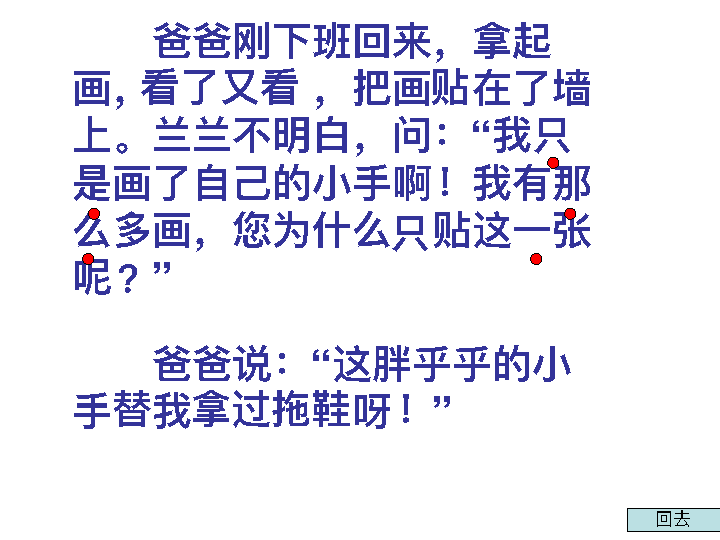 爸爸刚下班回来，拿起
画，看了又看 ，把画贴在了墙
上。兰兰不明白，问：“我只
是画了自己的小手啊！我有那
么多画，您为什么只贴这一张
呢？”
爸爸说：“这胖乎乎的小
手替我拿过拖鞋呀！”
回去